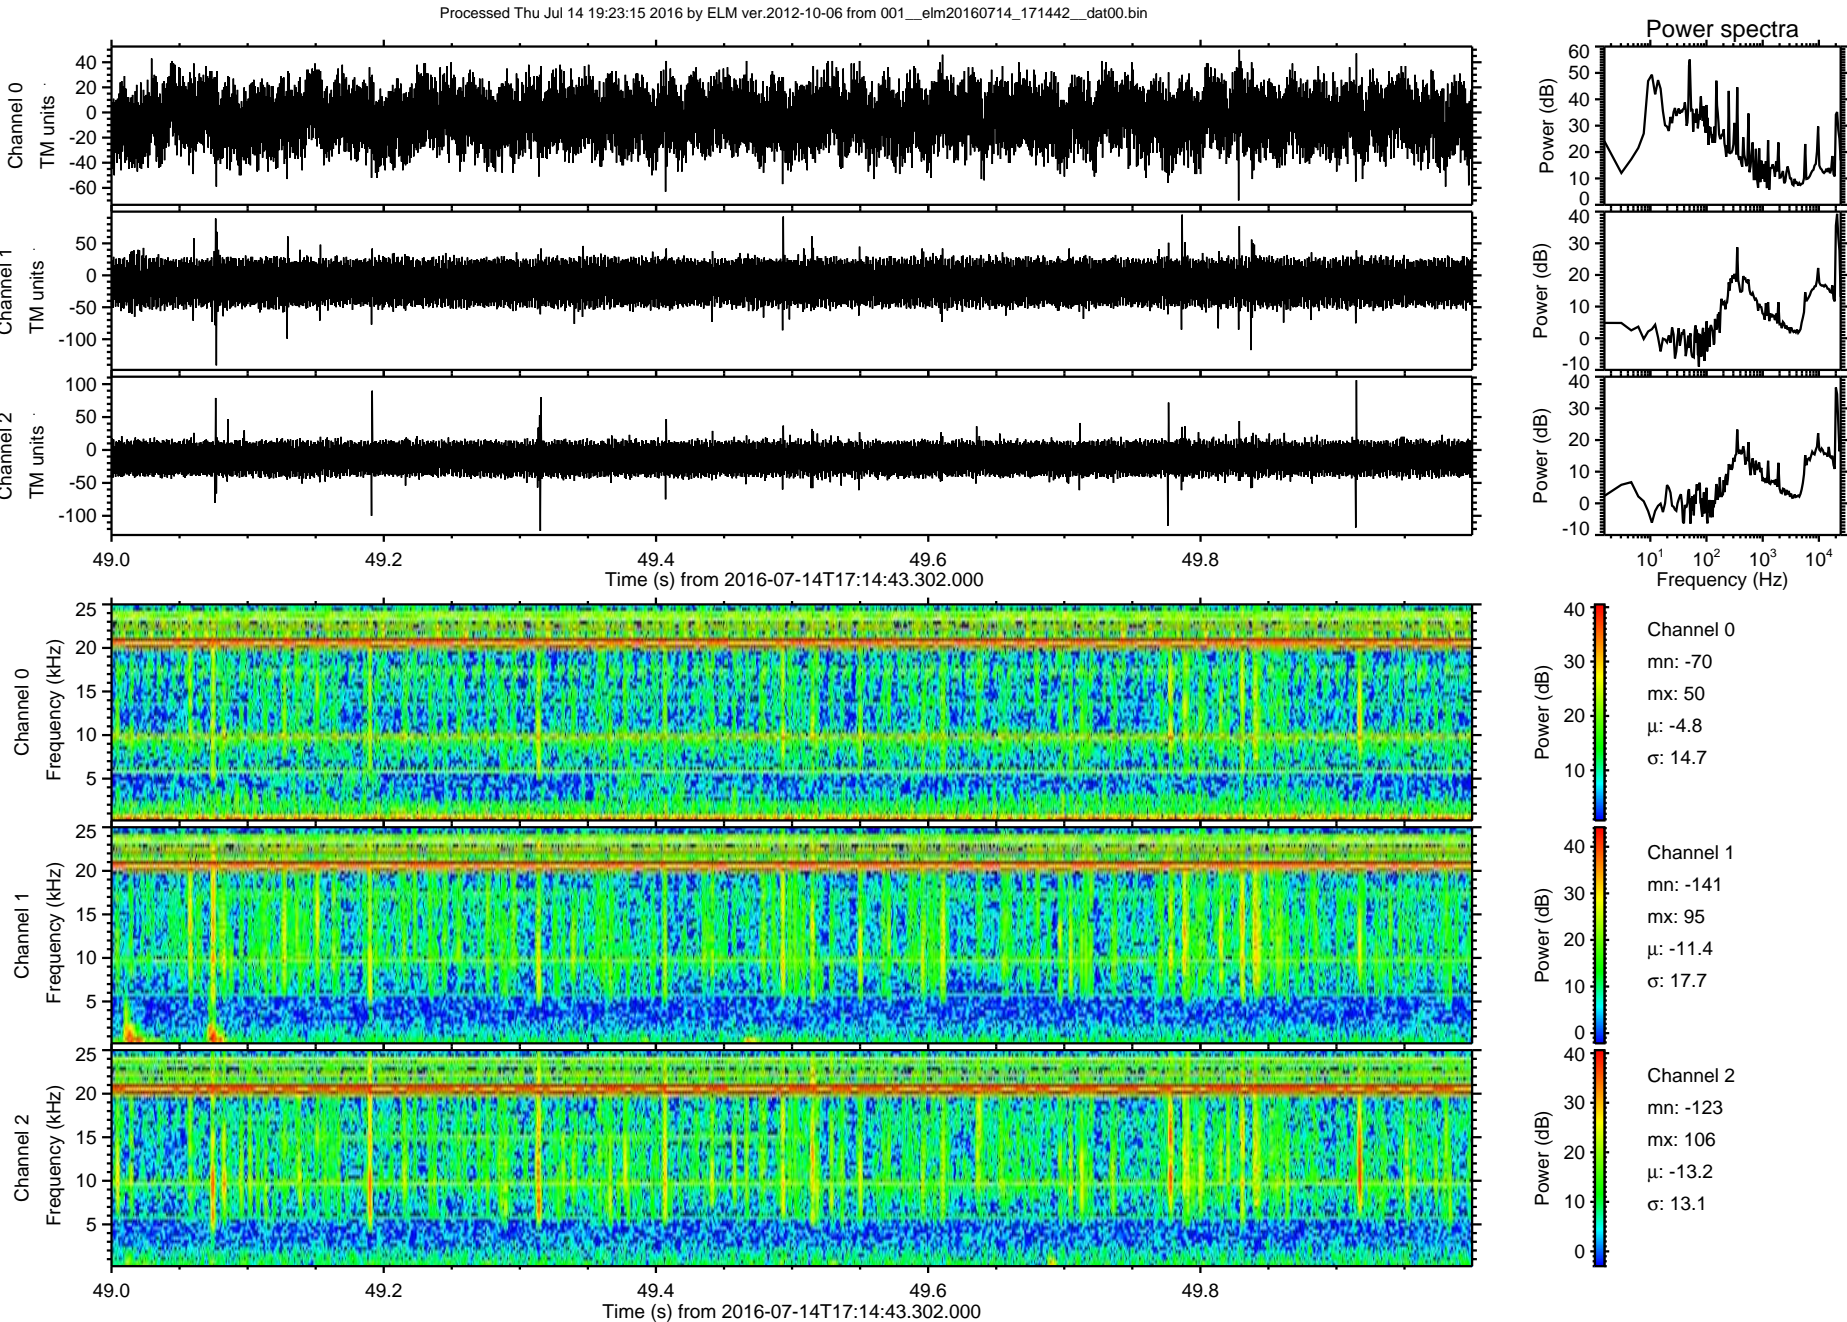 Processed Thu Jul 14 19:23:15 2016 by ELM ver.2012-10-06 from 001__elm20160714_171442__dat00.bin
Power spectra
Channel 0
TM units
40
20
0
-20
-40
-60
Power (dB)
60
50
40
30
20
10
0
Channel 1
TM units
50
0
-50
-100
Power (dB)
40
30
20
10
0
-10
Channel 2
TM units
100
50
0
-50
-100
Power (dB)
40
30
20
10
0
-10
49.0 49.2 49.4 49.6 49.8
Time (s) from 2016-07-14T17:14:43.302.000
10^1 10^2 10^3 10^4
Frequency (Hz)
Channel 0
Frequency (kHz)
25
20
15
10
5
Power (dB)
40
30
20
10
Channel 0
mn: -70
mx: 50
μ: -4.8
σ: 14.7
Channel 1
Frequency (kHz)
25
20
15
10
5
Power (dB)
40
30
20
10
0
Channel 1
mn: -141
mx: 95
μ: -11.4
σ: 17.7
Channel 2
Frequency (kHz)
25
20
15
10
5
Power (dB)
40
30
20
10
0
Channel 2
mn: -123
mx: 106
μ: -13.2
σ: 13.1
49.0 49.2 49.4 49.6 49.8
Time (s) from 2016-07-14T17:14:43.302.000